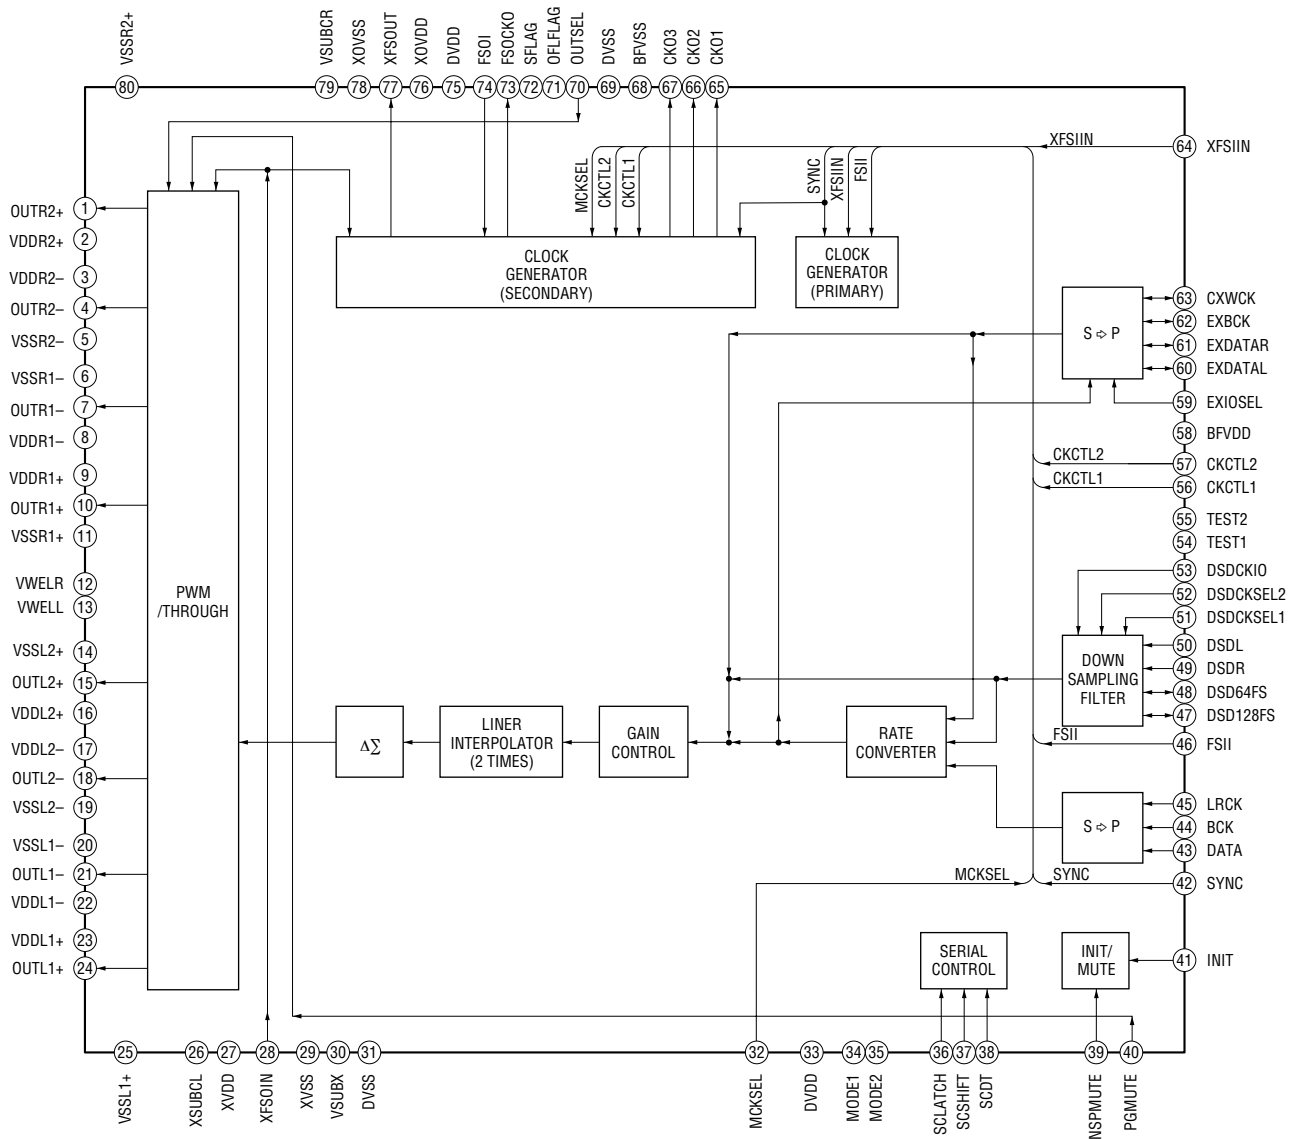 VSSR2+
VSUBCR
XOVSS
XFSOUT
XOVDD
DVDD
FSOI
FSOCKO
SFLAG
OFLFLAG
OUTSEL
DVSS
BFVSS
CKO3
CKO2
CKO1
80
79
78
77
76
75
74
73
72
71
70
69
68
67
66
65
MCKSEL
CKCTL2
CKCTL1
SYNC
XFSIIN
FSII
XFSIIN
64 XFSIIN
OUTR2+ 1
VDDR2+ 2
VDDR2– 3
OUTR2– 4
VSSR2– 5
VSSR1– 6
OUTR1– 7
VDDR1– 8
VDDR1+ 9
OUTR1+ 10
VSSR1+ 11
VWELR 12
VWELL 13
VSSL2+ 14
OUTL2+ 15
VDDL2+ 16
VDDL2– 17
OUTL2– 18
VSSL2– 19
VSSL1– 20
OUTL1– 21
VDDL1– 22
VDDL1+ 23
OUTL1+ 24
PWM
/THROUGH
CLOCK
GENERATOR
(SECONDARY)
CLOCK
GENERATOR
(PRIMARY)
S ⇨ P
63 CXWCK
62 EXBCK
61 EXDATAR
60 EXDATAL
59 EXIOSEL
58 BFVDD
CKCTL2
57 CKCTL2
CKCTL1
56 CKCTL1
55 TEST2
54 TEST1
53 DSDCKIO
52 DSDCKSEL2
51 DSDCKSEL1
50 DSDL
49 DSDR
48 DSD64FS
47 DSD128FS
DOWN
SAMPLING
FILTER
FSII
46 FSII
ΔΣ
LINER
INTERPOLATOR
(2 TIMES)
GAIN
CONTROL
RATE
CONVERTER
S ⇨ P
45 LRCK
44 BCK
43 DATA
MCKSEL
SYNC
42 SYNC
SERIAL
CONTROL
INIT/
MUTE
41 INIT
25
26
27
28
29
30
31
32
33
34
35
36
37
38
39
40
VSSL1+
XSUBCL
XVDD
XFSOIN
XVSS
VSUBX
DVSS
MCKSEL
DVDD
MODE1
MODE2
SCLATCH
SCSHIFT
SCDT
NSPMUTE
PGMUTE